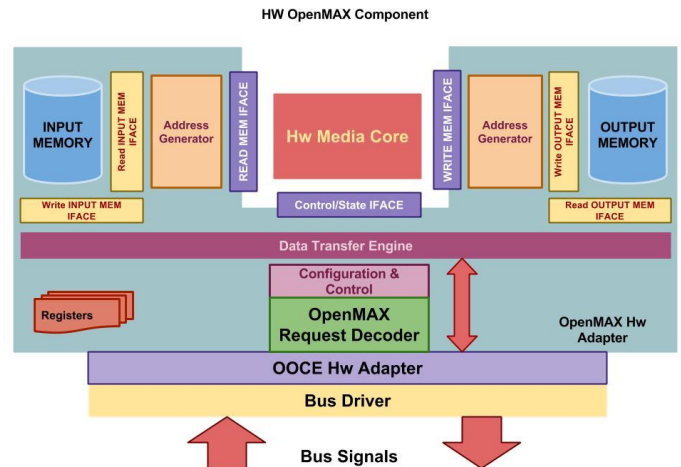 HW OpenMAX Component
INPUT
MEMORY
Read INPUT MEM
IFACE
Address
Generator
READ MEM IFACE
Hw Media Core
WRITE MEM IFACE
Address
Generator
Write OUTPUT MEM
IFACE
OUTPUT
MEMORY
Write INPUT MEM
IFACE
Control/State IFACE
Read OUTPUT MEM
IFACE
Data Transfer Engine
Configuration &
Control
Registers
OpenMAX
Request Decoder
OpenMAX Hw
Adapter
OOCE Hw Adapter
Bus Driver
Bus Signals